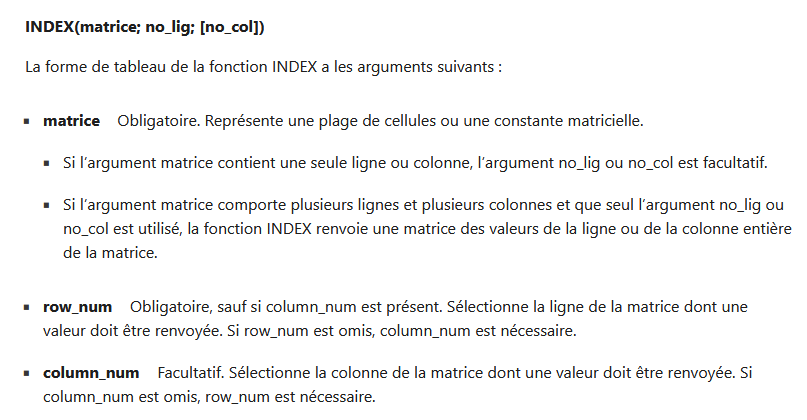 INDEX(matrice; no_lig; [no_col])
La forme de tableau de la fonction INDEX a les arguments suivants :
▪ matrice    Obligatoire. Représente une plage de cellules ou une constante matricielle.
▪ Si l’argument matrice contient une seule ligne ou colonne, l’argument no_lig ou no_col est facultatif.
▪ Si l’argument matrice comporte plusieurs lignes et plusieurs colonnes et que seul l’argument no_lig ou
no_col est utilisé, la fonction INDEX renvoie une matrice des valeurs de la ligne ou de la colonne entière
de la matrice.
▪ row_num    Obligatoire, sauf si column_num est présent. Sélectionne la ligne de la matrice dont une
valeur doit être renvoyée. Si row_num est omis, column_num est nécessaire.
▪ column_num    Facultatif. Sélectionne la colonne de la matrice dont une valeur doit être renvoyée. Si
column_num est omis, row_num est nécessaire.